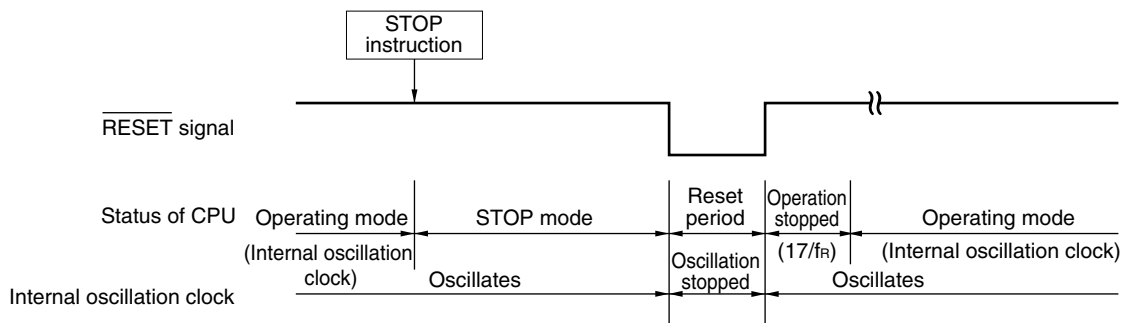 STOP
instruction
RESET signal
Status of CPU
Operating mode
(Internal oscillation
clock)
STOP mode
Reset
period
Operation
stopped
(17/fR)
Operating mode
(Internal oscillation clock)
Internal oscillation clock
Oscillates
Oscillation
stopped
Oscillates